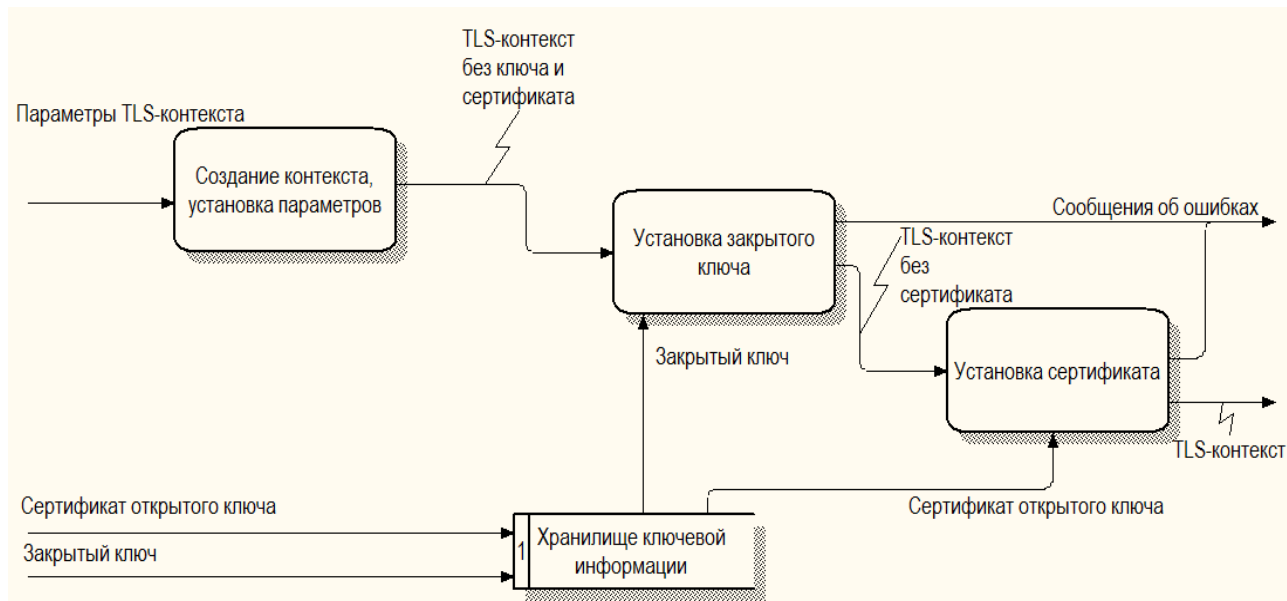 TLS-контекст
без ключа и
сертификата
Параметры TLS-контекста
Создание контекста,
установка параметров
Установка закрытого
ключа
Сообщения об ошибках
TLS-контекст
без
сертификата
Закрытый ключ
Установка сертификата
TLS-контекст
Сертификат открытого ключа
Сертификат открытого ключа
Закрытый ключ
1
Хранилище ключевой
информации